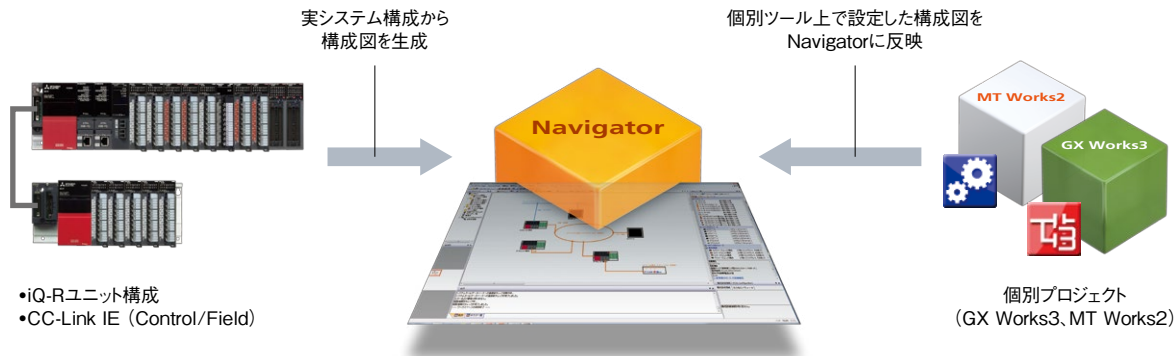 実システム構成から
構成図を生成
個別ツール上で設定した構成図を
Navigatorに反映
Navigator
MT Works2
GX Works3
•iQ-Rユニット構成
•CC-Link IE（Control/Field）
個別プロジェクト
（GX Works3、MT Works2）